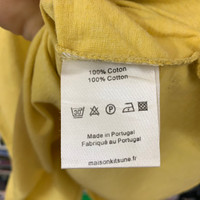 100% Coton
100% Cotton
Made in Portugal
Fabriqué au Portugal
maisonkitsune.fr